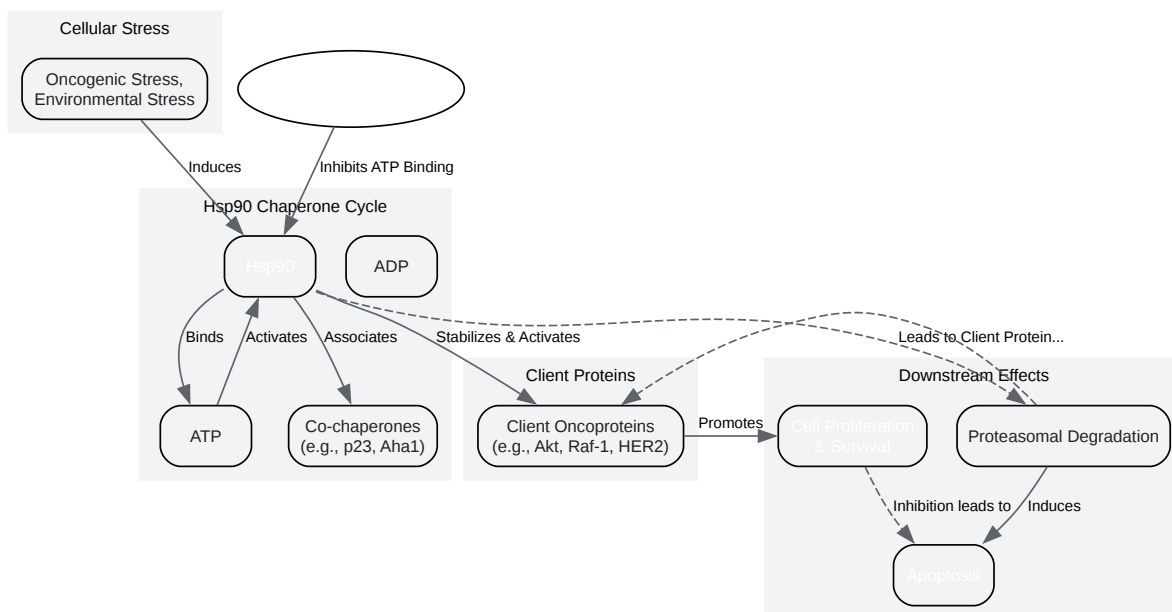 Cellular Stress
Oncogenic Stress,
Environmental Stress
Induces
Inhibits ATP Binding
Hsp90 Chaperone Cycle
Hsp90
ADP
Binds
Activates
Associates
Stabilizes & Activates
Leads to Client Protein...
ATP
Co-chaperones
(e.g., p23, Aha1)
Client Proteins
Client Oncoproteins
(e.g., Akt, Raf-1, HER2)
Promotes
Downstream Effects
Cell Proliferation
& Survival
Proteasomal Degradation
Inhibition leads to
Induces
Apoptosis